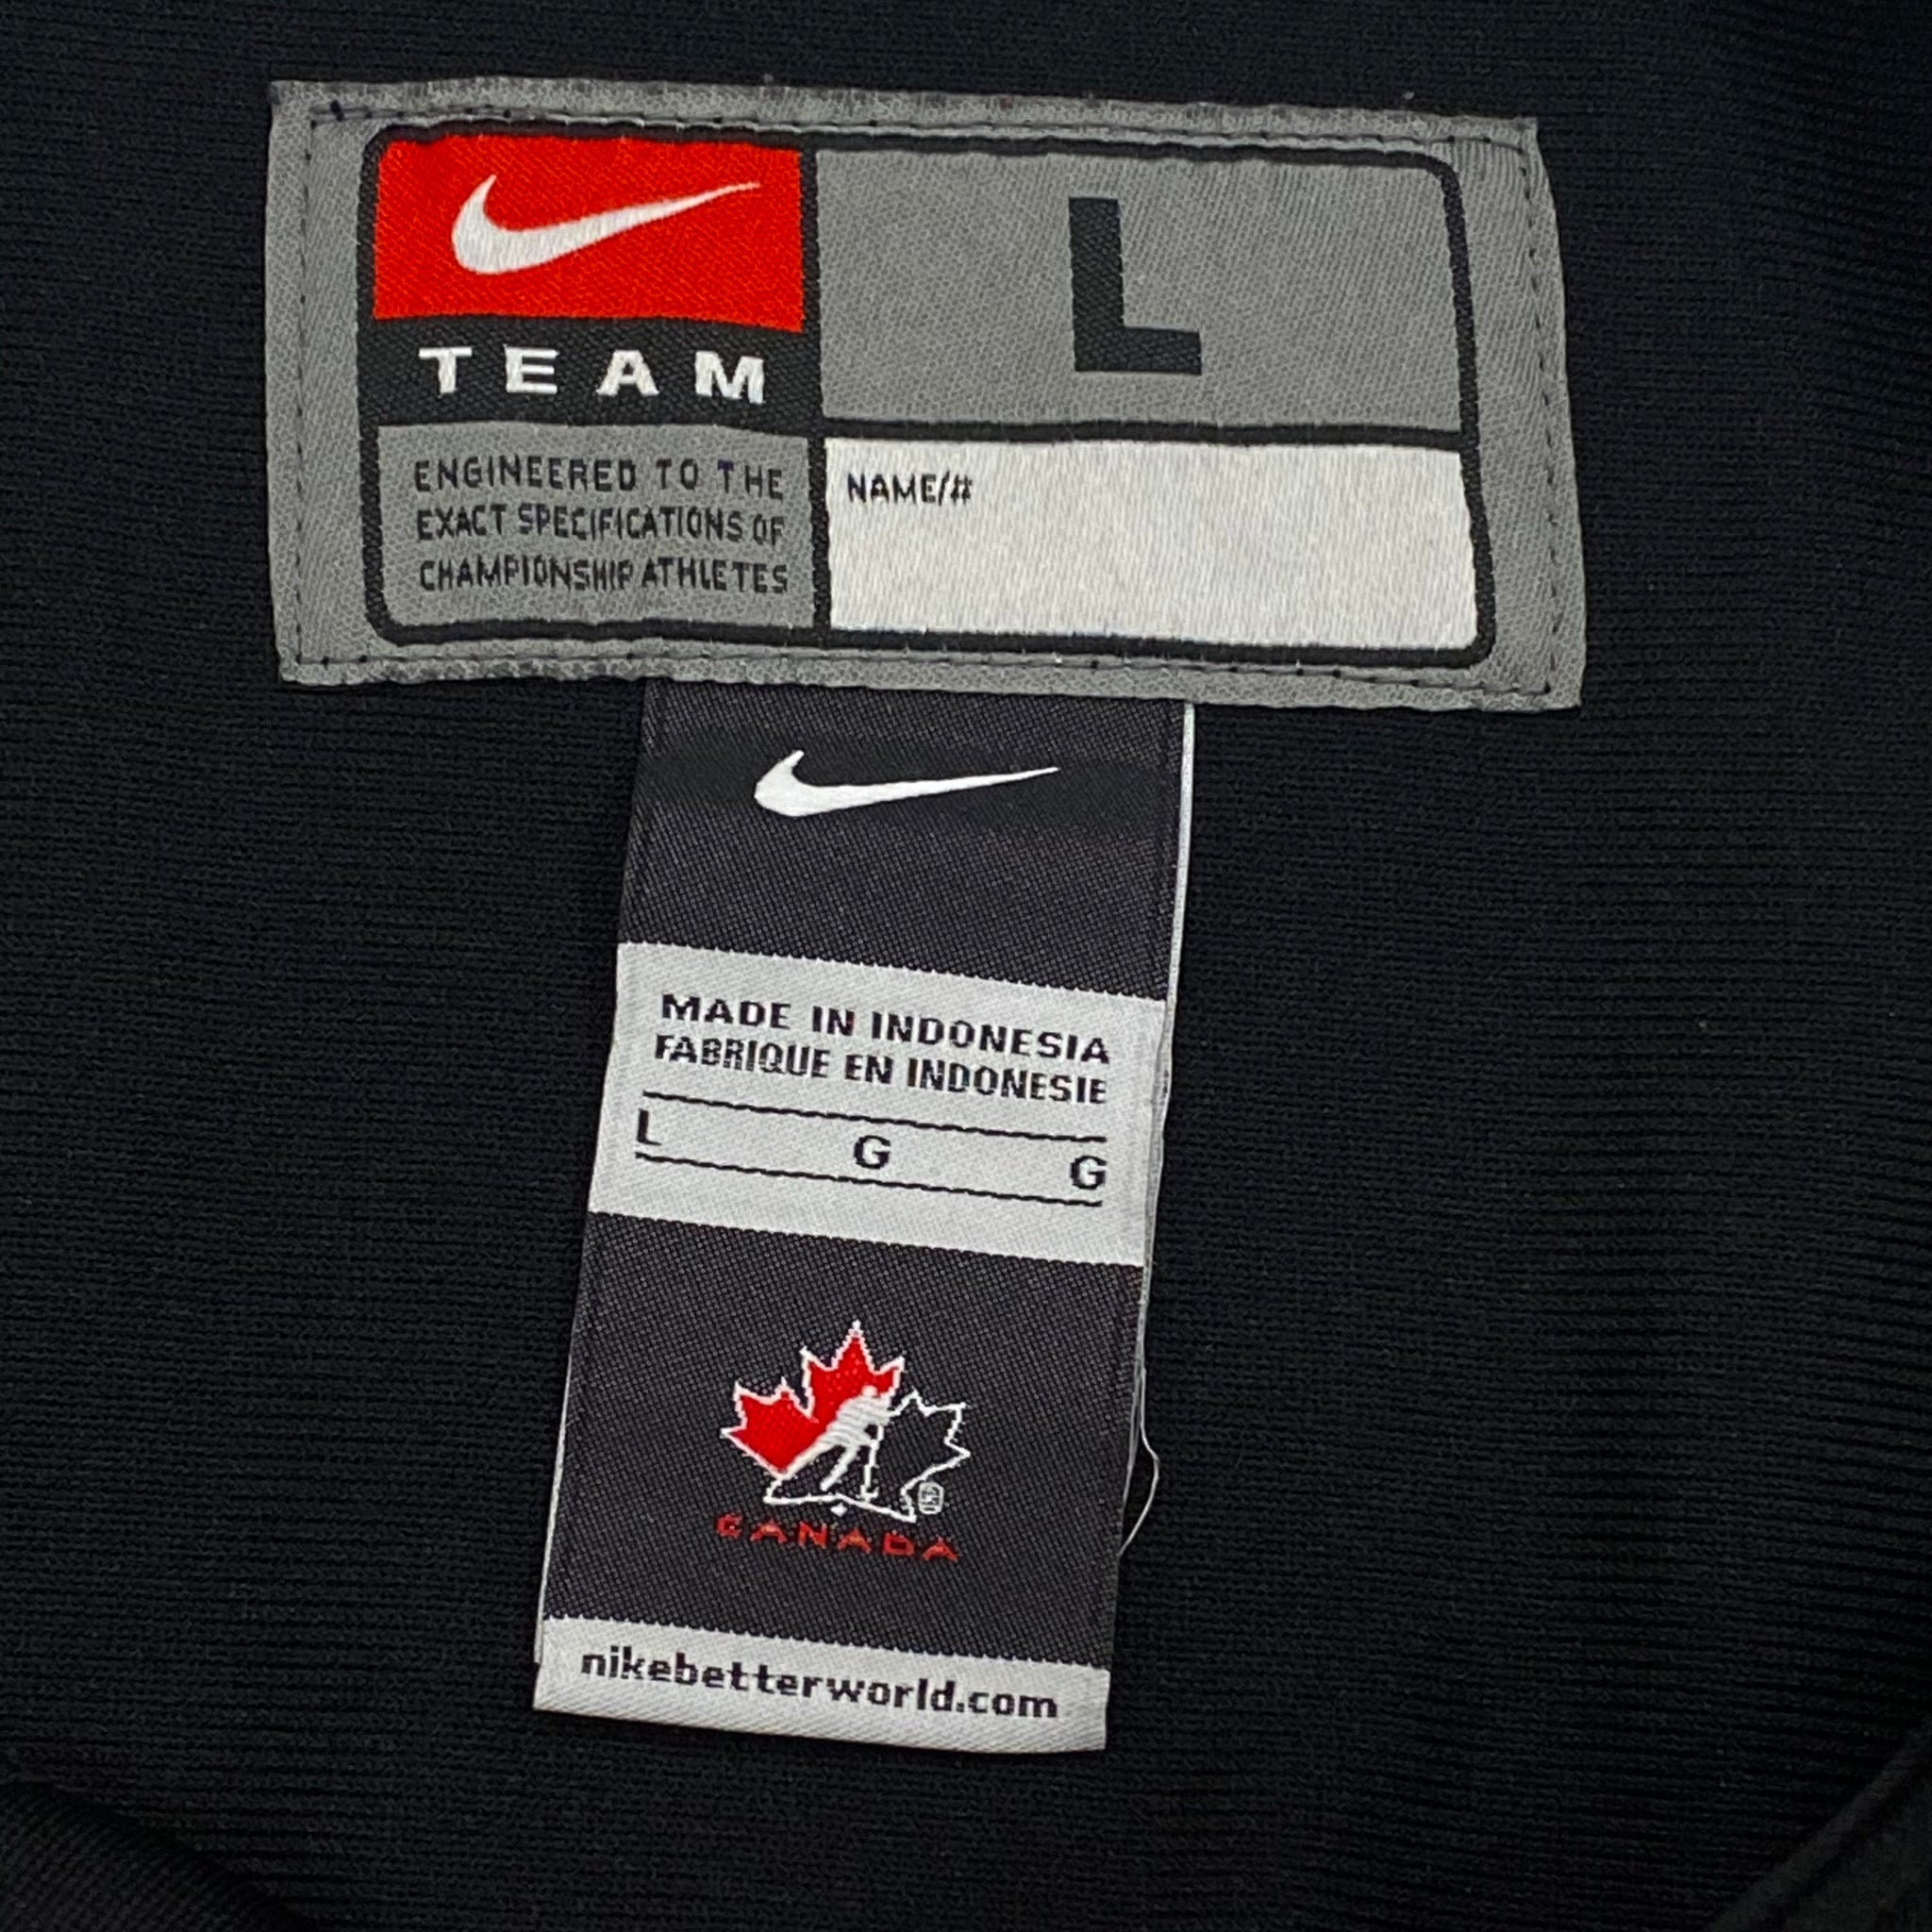 TEAM
L
ENGINEERED TO THE
EXACT SPECIFICATIONS OF
CHAMPIONSHIP ATHLETES
NAME/#
MADE IN INDONESIA
FABRIQUE EN INDONESIE
L G G
CANADA
nikebetterworld.com